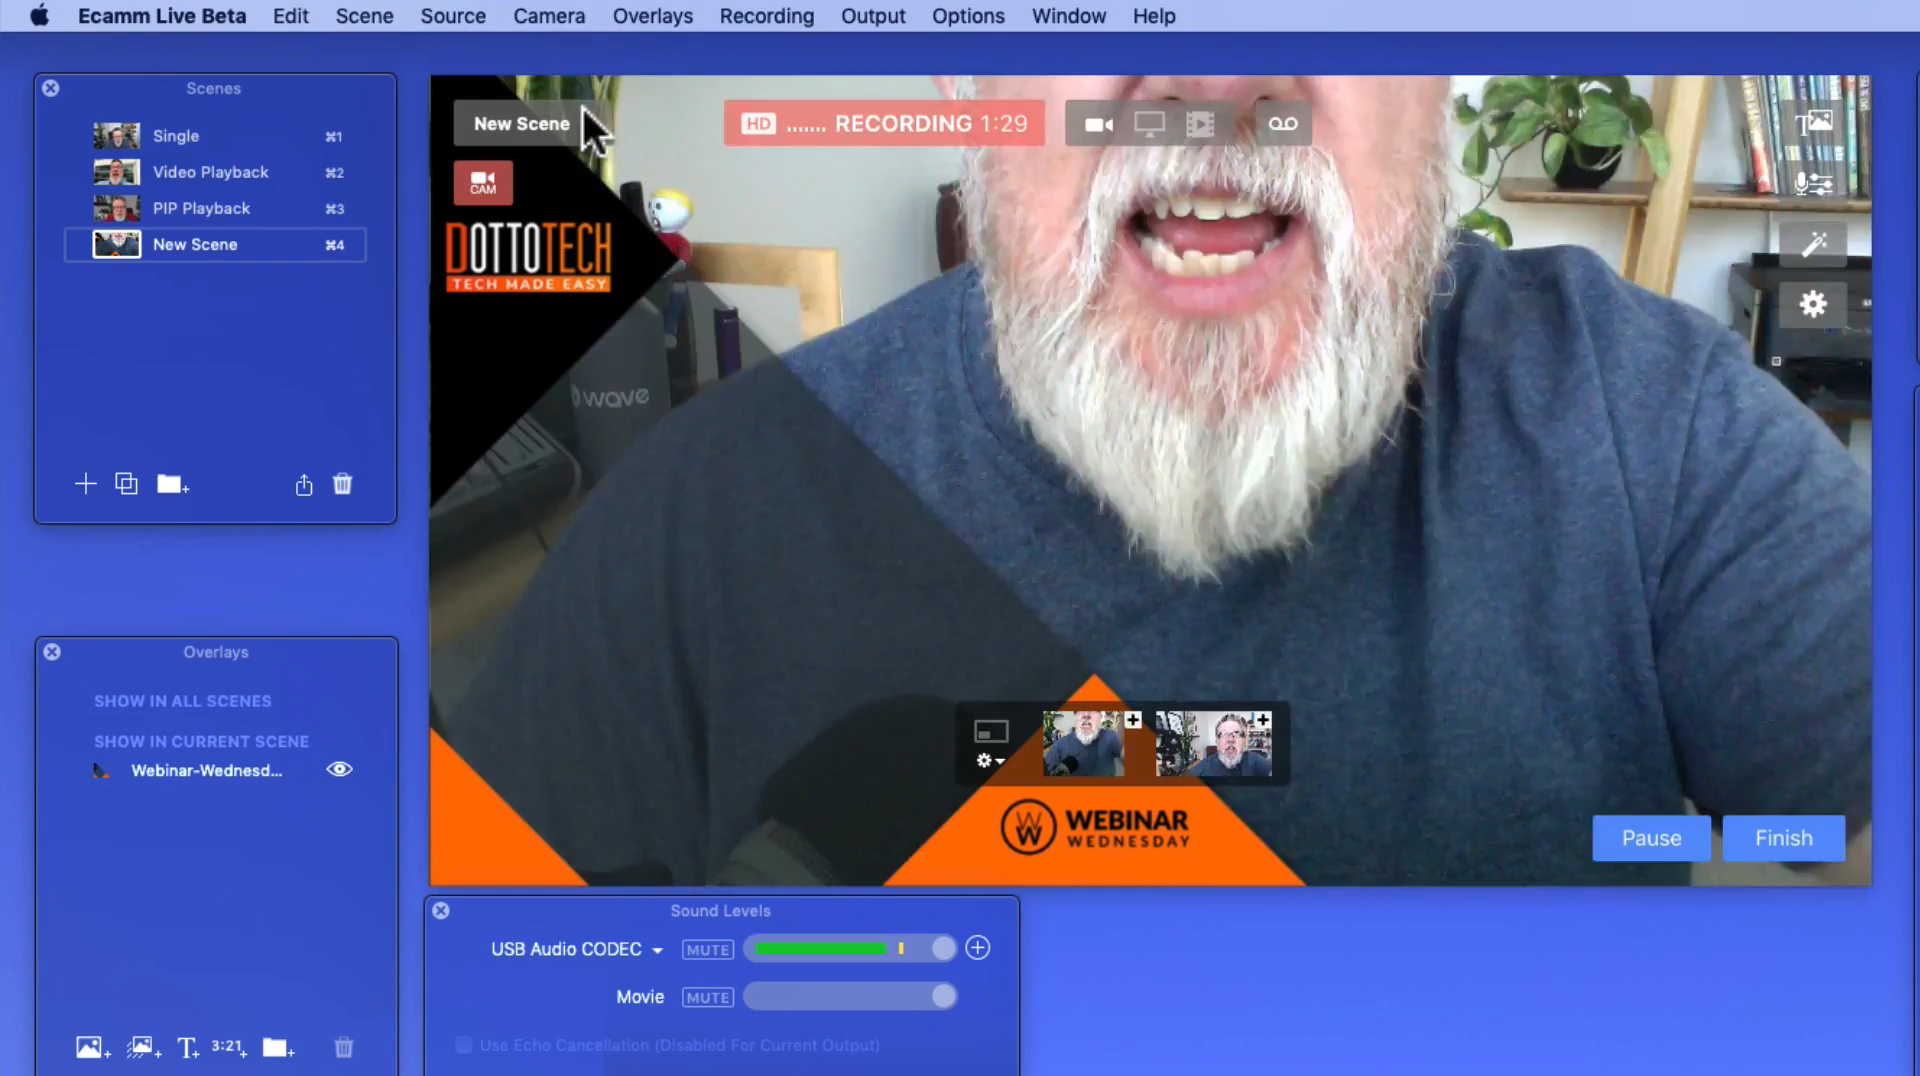 Ecamm Live Beta Edit Scene Source Camera Overlays Recording Output Options Window Help
Scenes
Single ⌘1
Video Playback ⌘2
PIP Playback ⌘3
New Scene ⌘4
New Scene
HD ....... RECORDING 1:29
CAM
DOTTOTECH
TECH MADE EASY
wave
T
Overlays
SHOW IN ALL SCENES
SHOW IN CURRENT SCENE
Webinar-Wednesd...
T+ 3:21+
W
WEBINAR
WEDNESDAY
Pause Finish
Sound Levels
USB Audio CODEC MUTE
Movie MUTE
Use Echo Cancellation (Disabled For Current Output)